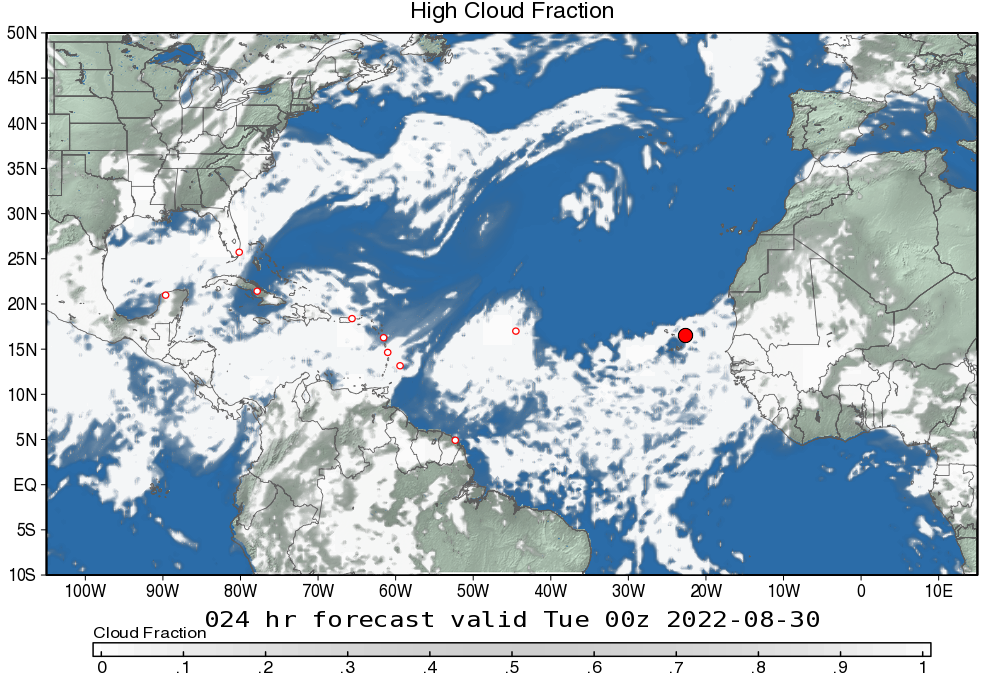 High Cloud Fraction
50N
45N
40N
35N
30N
25N
20N
15N
10N
5N
EQ
5S
10S
100W 90W 80W 70W 60W 50W 40W 30W 20W 10W 0 10E
024 hr forecast valid Tue 00z 2022-08-30
Cloud Fraction
0 .1 .2 .3 .4 .5 .6 .7 .8 .9 1